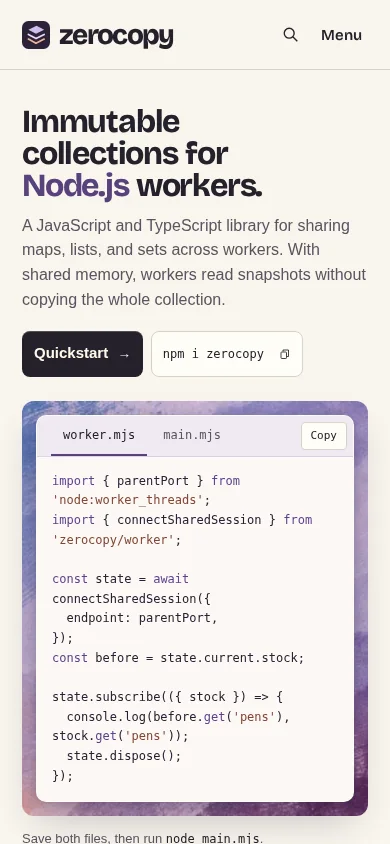 zerocopy
Menu
Immutable
collections for
Node.js workers.
A JavaScript and TypeScript library for sharing
maps, lists, and sets across workers. With
shared memory, workers read snapshots without
copying the whole collection.
Quickstart →
npm i zerocopy
worker.mjs main.mjs Copy
import { parentPort } from
'node:worker_threads';
import { connectSharedSession } from
'zerocopy/worker';
const state = await
connectSharedSession({
  endpoint: parentPort,
});
const before = state.current.stock;
state.subscribe(({ stock }) => {
  console.log(before.get('pens'),
stock.get('pens'));
  state.dispose();
});
Save both files, then run node main.mjs.